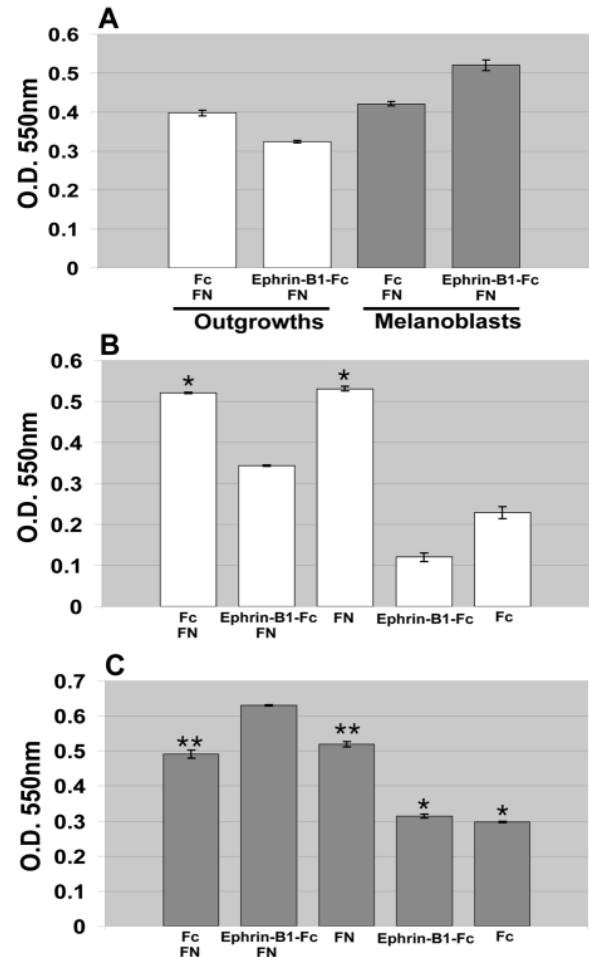 A
O.D. 550nm
0.6
0.5
0.4
0.3
0.2
0.1
0
Fc Ephrin-B1-Fc Fc Ephrin-B1-Fc
FN FN FN FN
Outgrowths Melanoblasts
B
O.D. 550nm
0.6
0.5
0.4
0.3
0.2
0.1
0
* *
Fc Ephrin-B1-Fc FN Ephrin-B1-Fc Fc
FN FN
C
O.D. 550nm
0.7
0.6
0.5
0.4
0.3
0.2
0.1
0
** ** * *
Fc Ephrin-B1-Fc FN Ephrin-B1-Fc Fc
FN FN